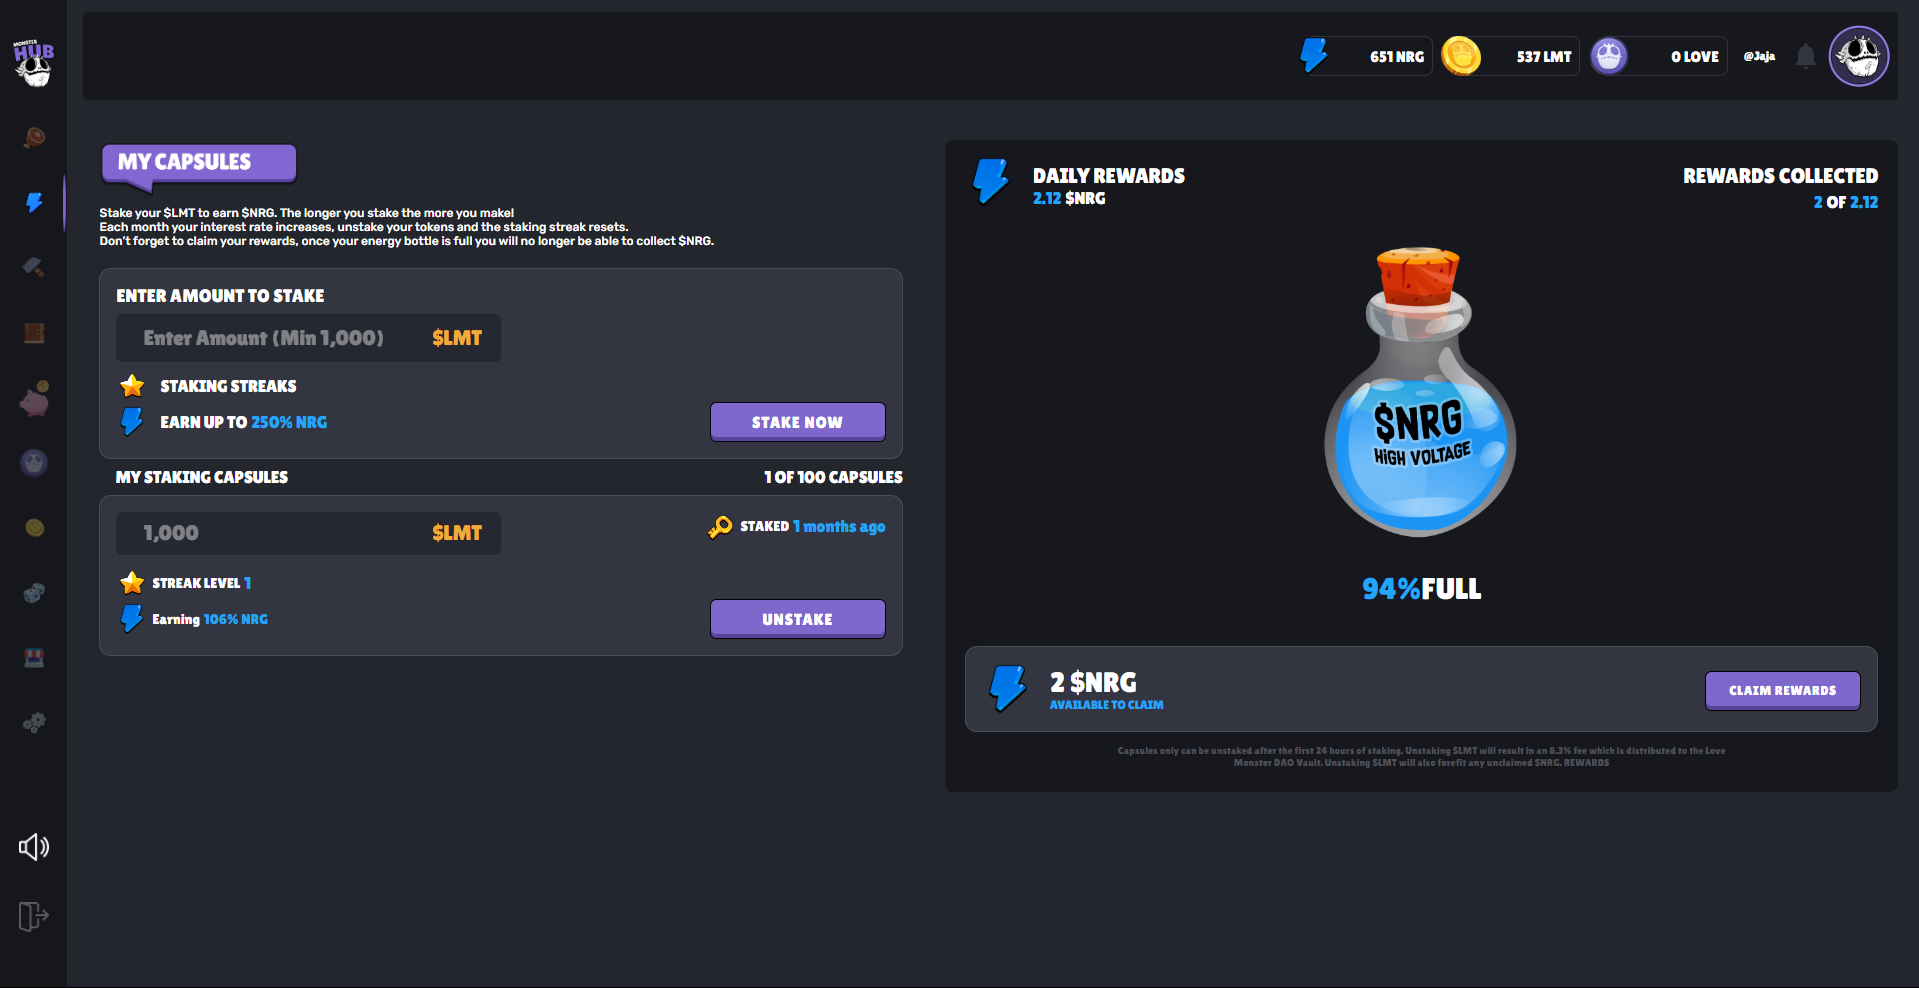 MONSTER
HUB
651 NRG
537 LMT
0 LOVE
@Jaja
MY CAPSULES
Stake your $LMT to earn $NRG. The longer you stake the more you make!
Each month your interest rate increases, unstake your tokens and the staking streak resets.
Don't forget to claim your rewards, once your energy bottle is full you will no longer be able to collect $NRG.
ENTER AMOUNT TO STAKE
Enter Amount (Min 1,000) $LMT
STAKING STREAKS
EARN UP TO 250% NRG
STAKE NOW
MY STAKING CAPSULES
1 OF 100 CAPSULES
1,000 $LMT
STAKED 1 months ago
STREAK LEVEL 1
Earning 106% NRG
UNSTAKE
DAILY REWARDS
2.12 $NRG
REWARDS COLLECTED
2 OF 2.12
$NRG
HIGH VOLTAGE
94%FULL
2 $NRG
AVAILABLE TO CLAIM
CLAIM REWARDS
Capsules only can be unstaked after the first 24 hours of staking. Unstaking $LMT will result in an 8.3% fee which is distributed to the Love
Monster DAO Vault. Unstaking $LMT will also forefit any unclaimed $NRG. REWARDS